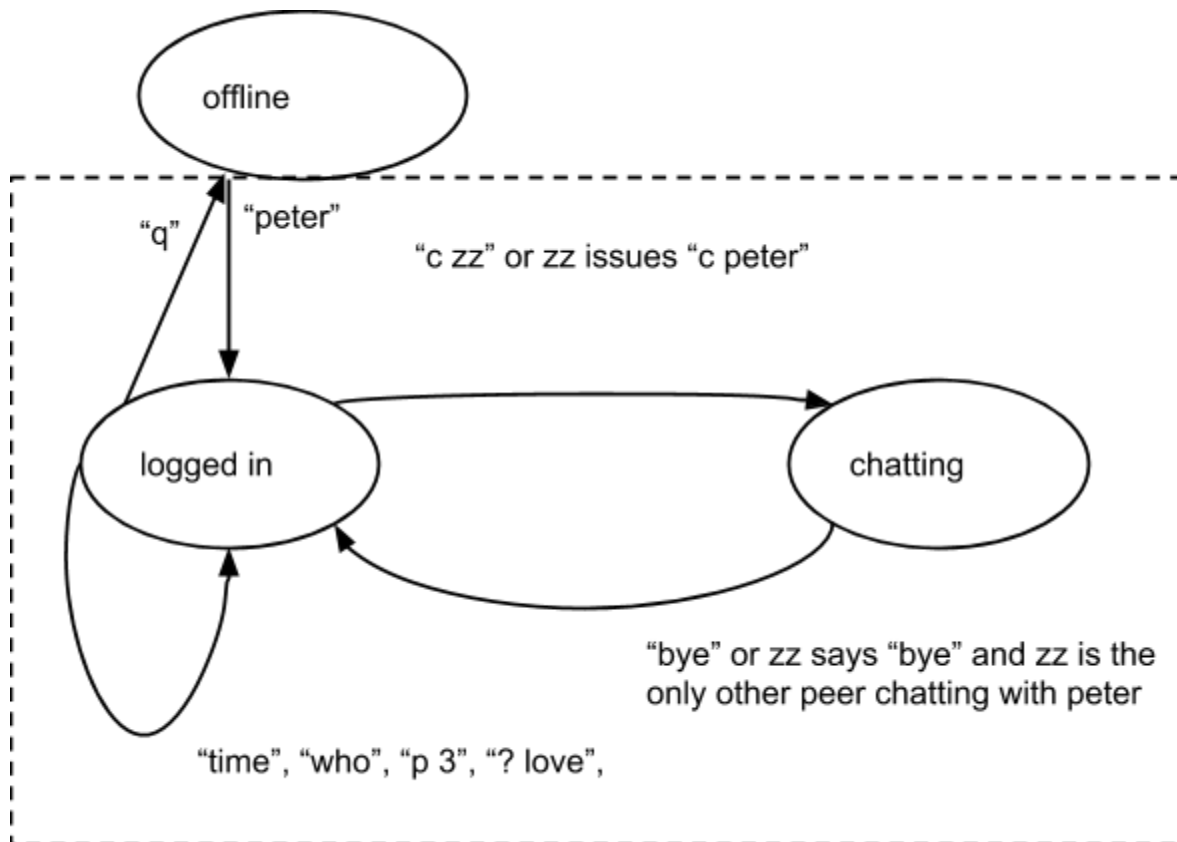 offline
“q”
“peter”
“c zz” or zz issues “c peter”
logged in
chatting
“bye” or zz says “bye” and zz is the
only other peer chatting with peter
“time”, “who”, “p 3”, “? love”,